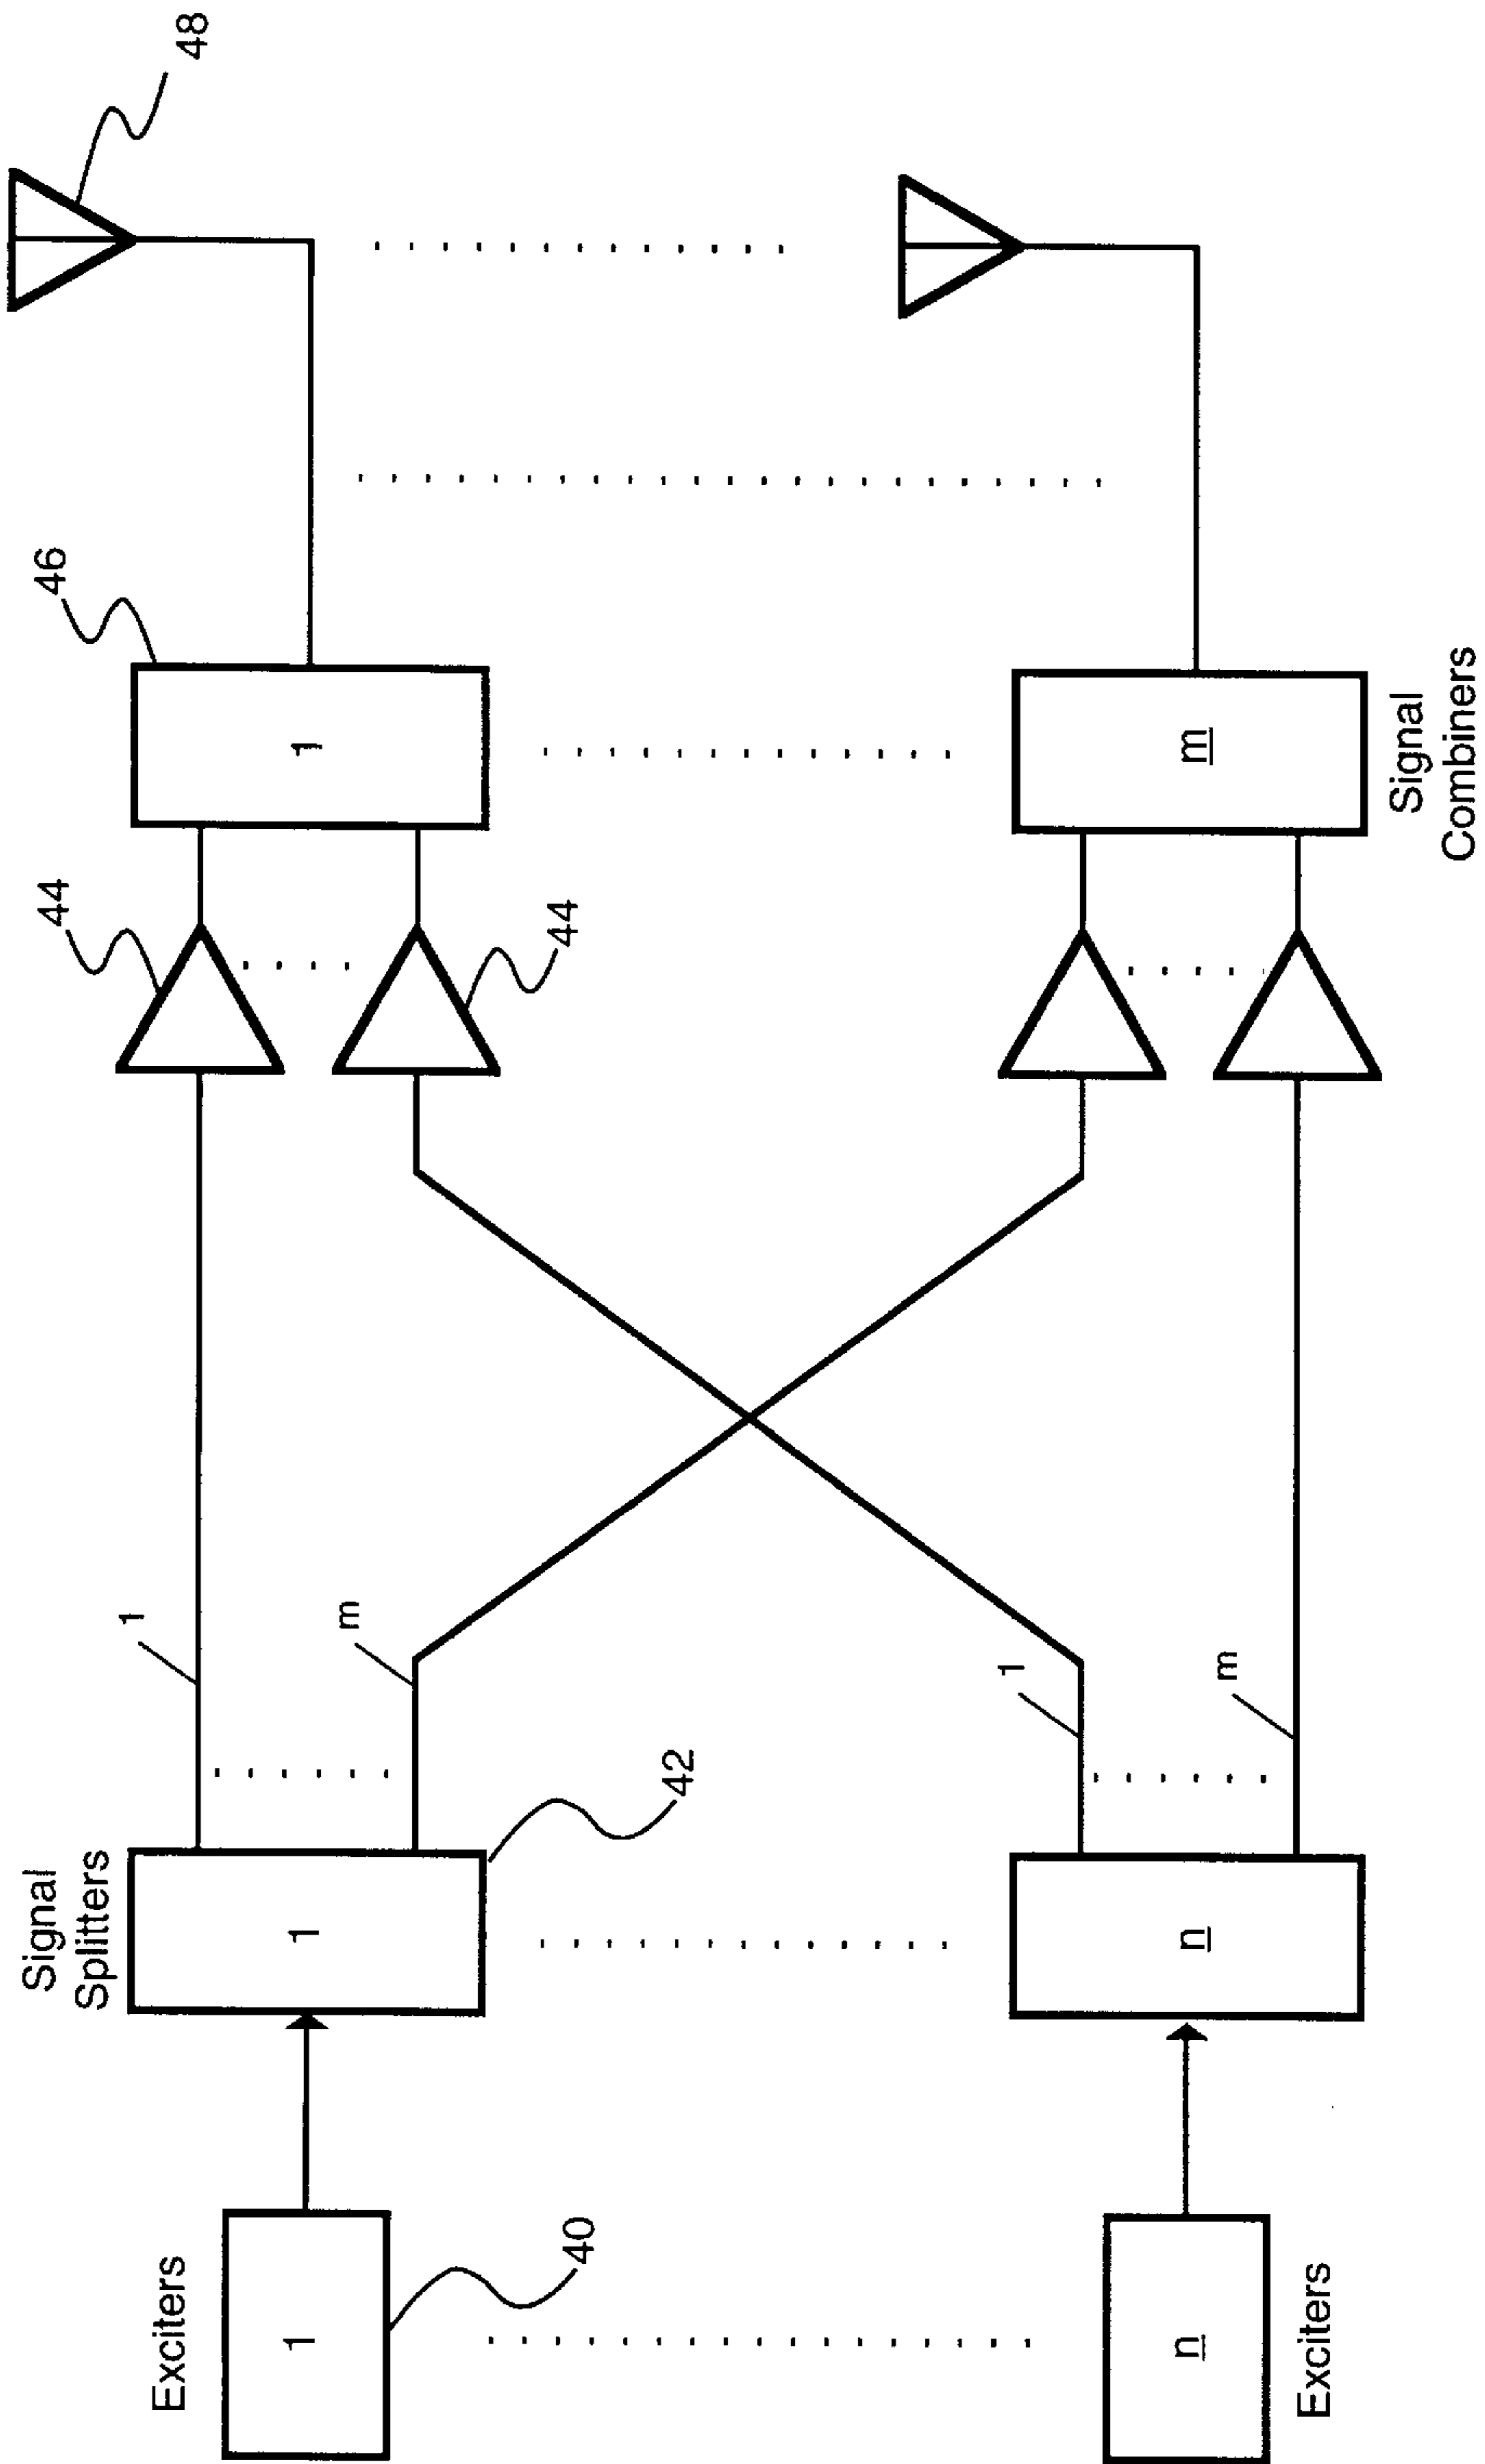 Exciters
1
40
n
Exciters
Signal
Splitters
1
42
n
1
m
1
m
44
44
46
1
m
Signal
Combiners
48